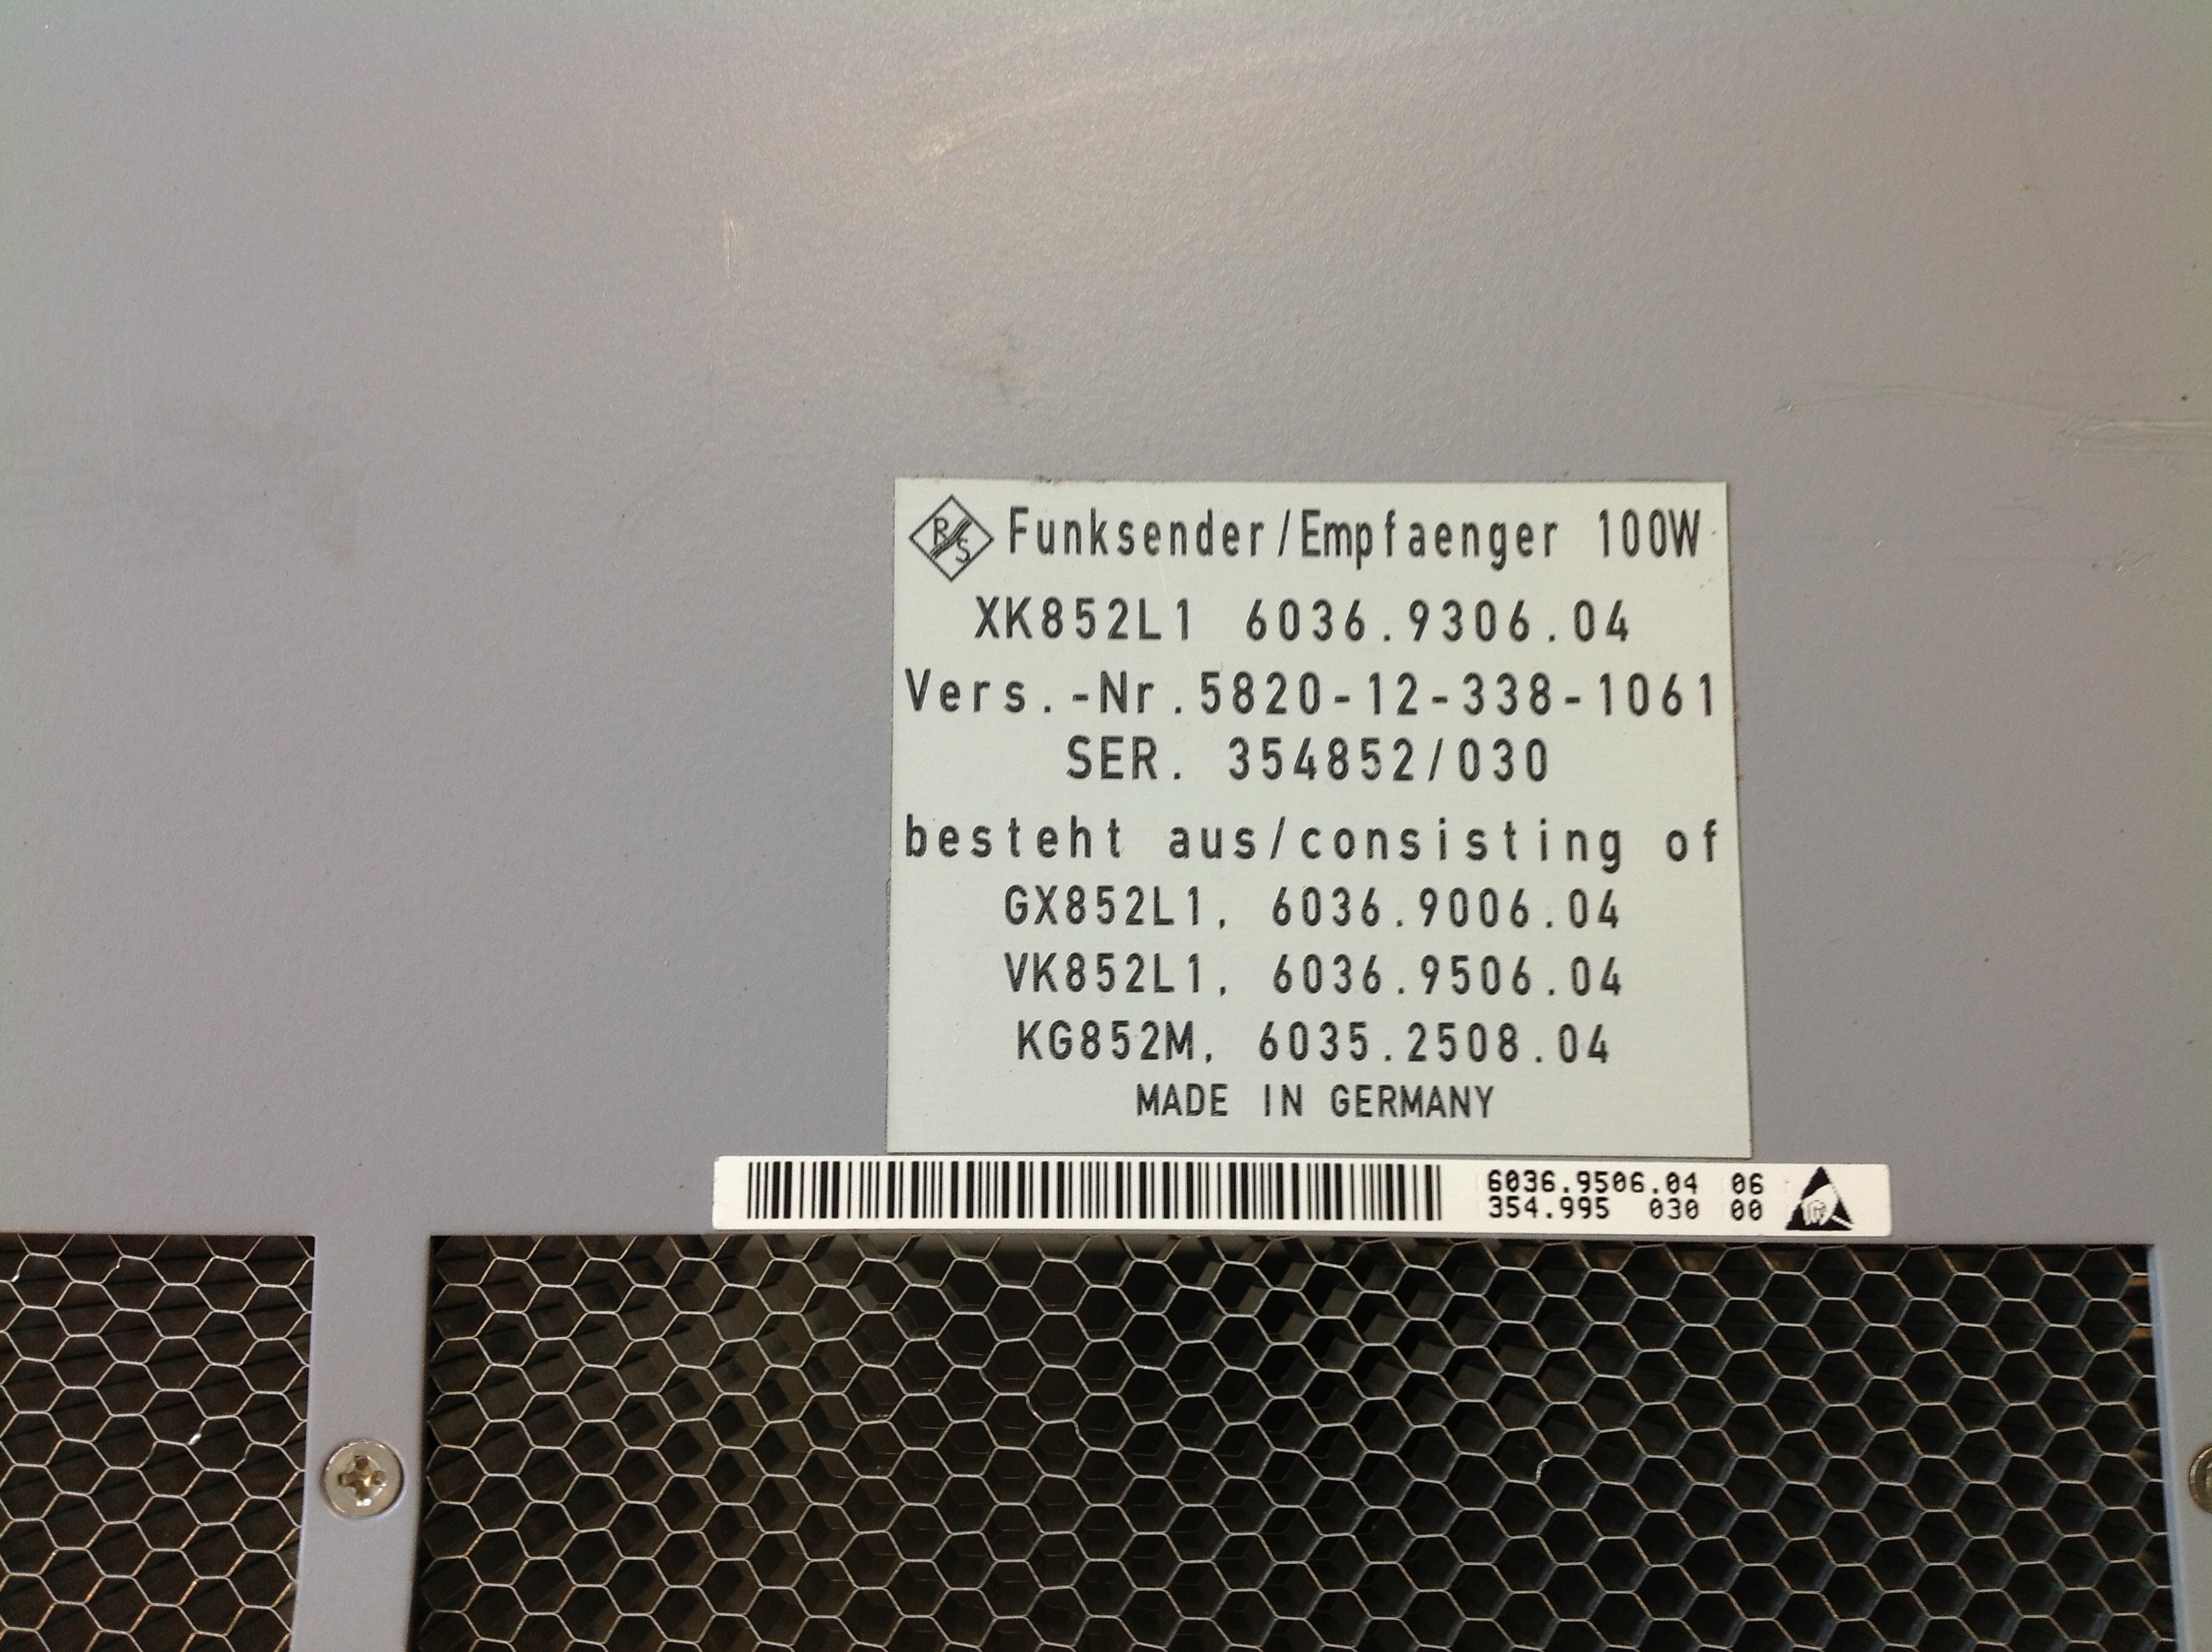 R S Funksender/Empfaenger 100W
XK852L1 6036.9306.04
Vers.-Nr.5820-12-338-1061
SER. 354852/030
besteht aus/consisting of
GX852L1, 6036.9006.04
VK852L1, 6036.9506.04
KG852M, 6035.2508.04
MADE IN GERMANY
6036.9506.04 06
354.995 030 00